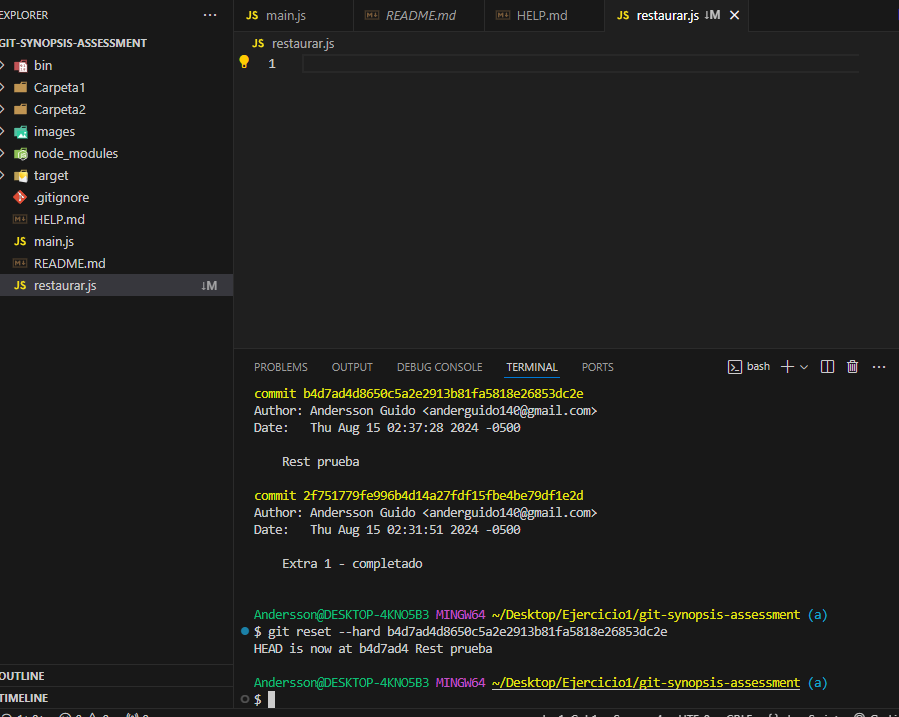 EXPLORER
GIT-SYNOPSIS-ASSESSMENT
bin
Carpeta1
Carpeta2
images
node_modules
target
.gitignore
HELP.md
JS main.js
README.md
JS restaurar.js ↓M
OUTLINE
TIMELINE
JS main.js README.md HELP.md JS restaurar.js ↓M
JS restaurar.js
1
PROBLEMS OUTPUT DEBUG CONSOLE TERMINAL PORTS bash
commit b4d7ad4d8650c5a2e2913b81fa5818e26853dc2e
Author: Andersson Guido <anderguido140@gmail.com>
Date:   Thu Aug 15 02:37:28 2024 -0500
Rest prueba
commit 2f751779fe996b4d14a27fdf15fbe4be79df1e2d
Author: Andersson Guido <anderguido140@gmail.com>
Date:   Thu Aug 15 02:31:51 2024 -0500
Extra 1 - completado
Andersson@DESKTOP-4KNO5B3 MINGW64 ~/Desktop/Ejercicio1/git-synopsis-assessment (a)
$ git reset --hard b4d7ad4d8650c5a2e2913b81fa5818e26853dc2e
HEAD is now at b4d7ad4 Rest prueba
Andersson@DESKTOP-4KNO5B3 MINGW64 ~/Desktop/Ejercicio1/git-synopsis-assessment (a)
$